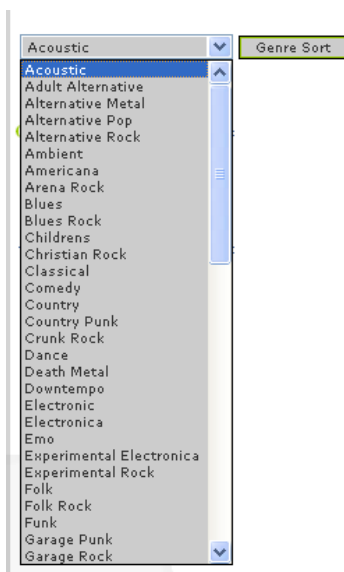 Acoustic
Genre Sort
Acoustic
Adult Alternative
Alternative Metal
Alternative Pop
Alternative Rock
Ambient
Americana
Arena Rock
Blues
Blues Rock
Childrens
Christian Rock
Classical
Comedy
Country
Country Punk
Crunk Rock
Dance
Death Metal
Downtempo
Electronic
Electronica
Emo
Experimental Electronica
Experimental Rock
Folk
Folk Rock
Funk
Garage Punk
Garage Rock